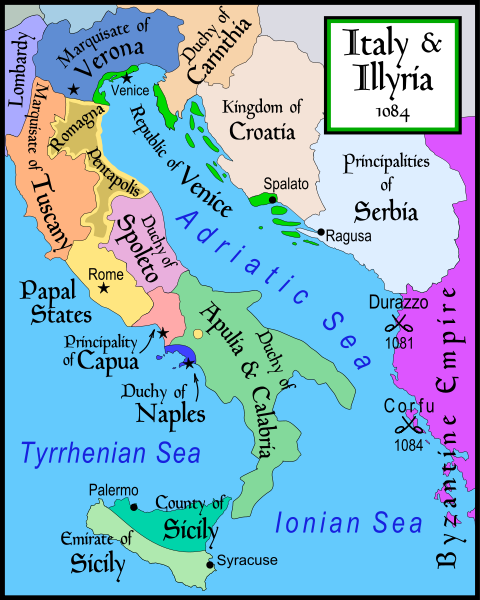 Italy &
Illyria
1084
Lombardy
Marquisate of
Verona
Duchy of
Carinthia
Venice
Kingdom of
Croatia
Marquisate of
Tuscany
Romagna
Pentapolis
Republic of Venice
Principalities
of
Serbia
Spalato
Ragusa
Adriatic Sea
Duchy of
Spoleto
Rome
Papal
States
Principality
of Capua
Duchy of
Naples
Duchy of
Apulia & Calabria
Durazzo
1081
Corfu
1084
Byzantine Empire
Tyrrhenian Sea
Ionian Sea
Palermo
County of
Sicily
Emirate of
Sicily
Syracuse